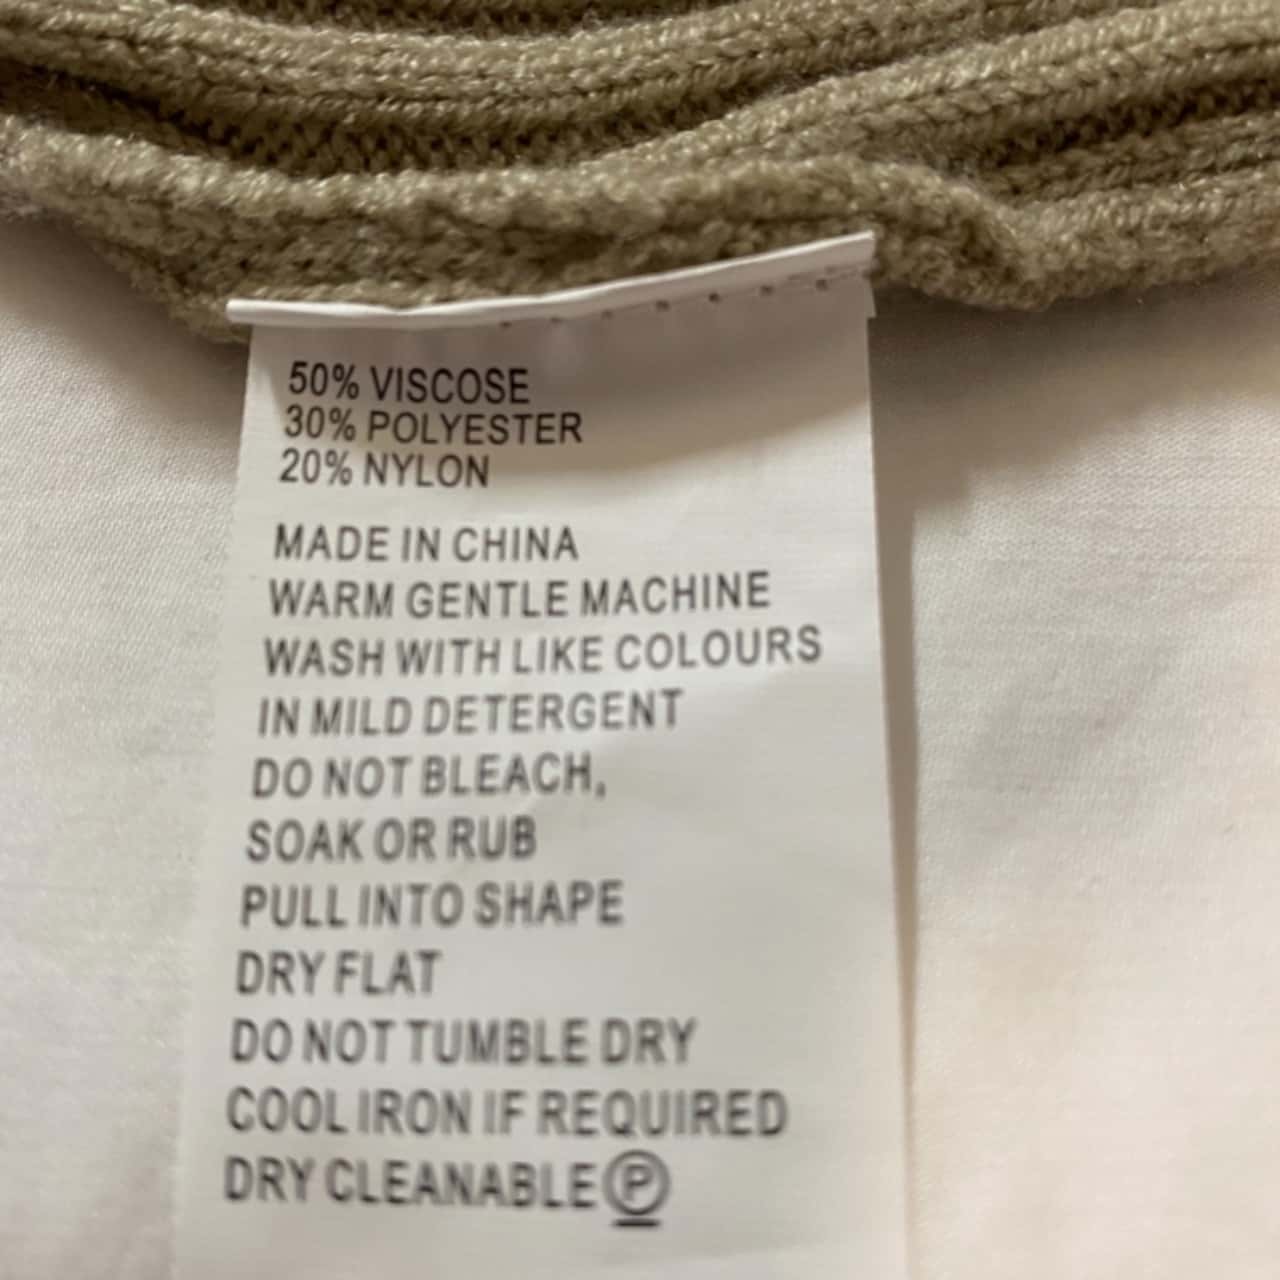 50% VISCOSE
30% POLYESTER
20% NYLON
MADE IN CHINA
WARM GENTLE MACHINE
WASH WITH LIKE COLOURS
IN MILD DETERGENT
DO NOT BLEACH,
SOAK OR RUB
PULL INTO SHAPE
DRY FLAT
DO NOT TUMBLE DRY
COOL IRON IF REQUIRED
DRY CLEANABLE Ⓟ